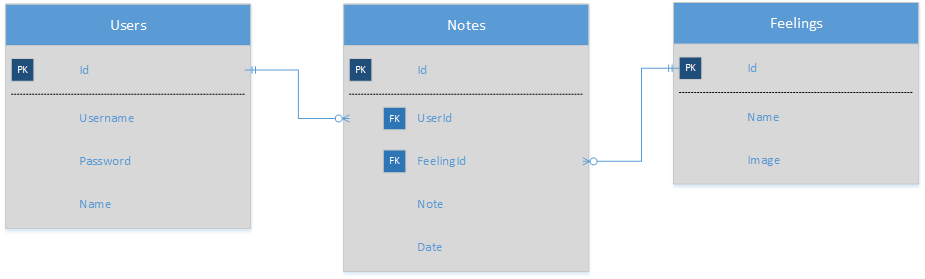 Users
PK Id
Username
Password
Name
Notes
PK Id
FK UserId
FK FeelingId
Note
Date
Feelings
PK Id
Name
Image